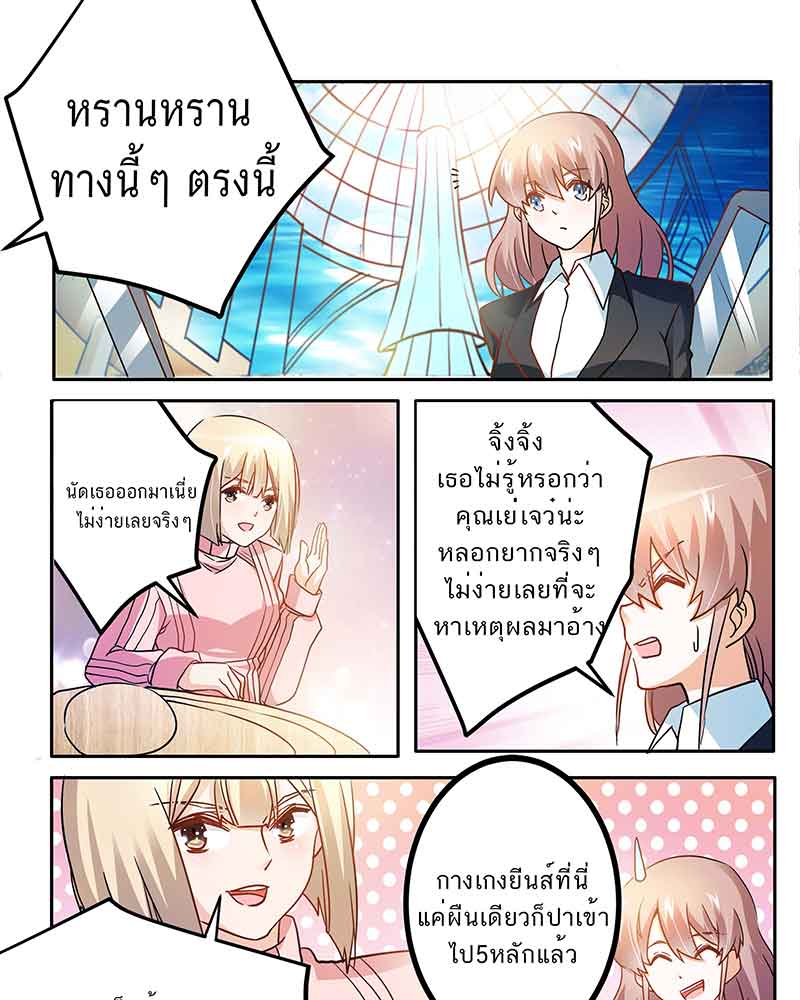 หรานหราน
ทางนี้ๆ ตรงนี้
นัดเธอออกมาเนี่ย
ไม่ง่ายเลยจริงๆ
จิ้งจิ้ง
เธอไม่รู้หรอกว่า
คุณเย่เจว๋น่ะ
หลอกยากจริงๆ
ไม่ง่ายเลยที่จะ
หาเหตุผลมาอ้าง
กางเกงยีนส์ที่นี่
แค่ผืนเดียวก็ปาเข้า
ไป5หลักแล้ว